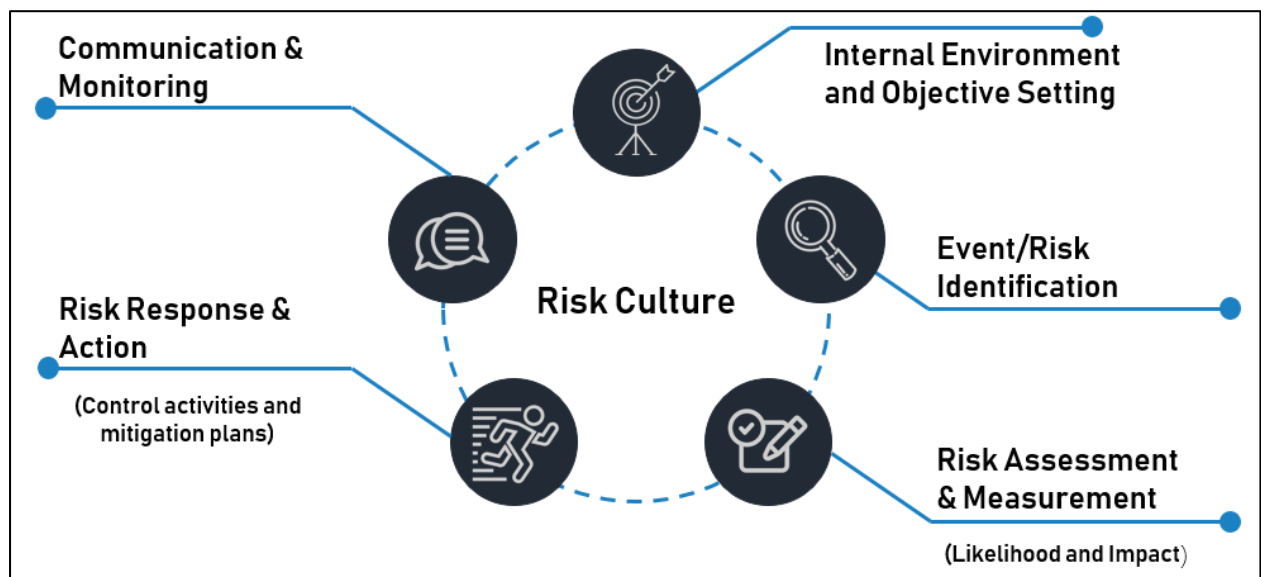 Communication &
Monitoring
Internal Environment
and Objective Setting
Event/Risk
Identification
Risk Culture
Risk Response &
Action
(Control activities and
mitigation plans)
Risk Assessment
& Measurement
(Likelihood and Impact)